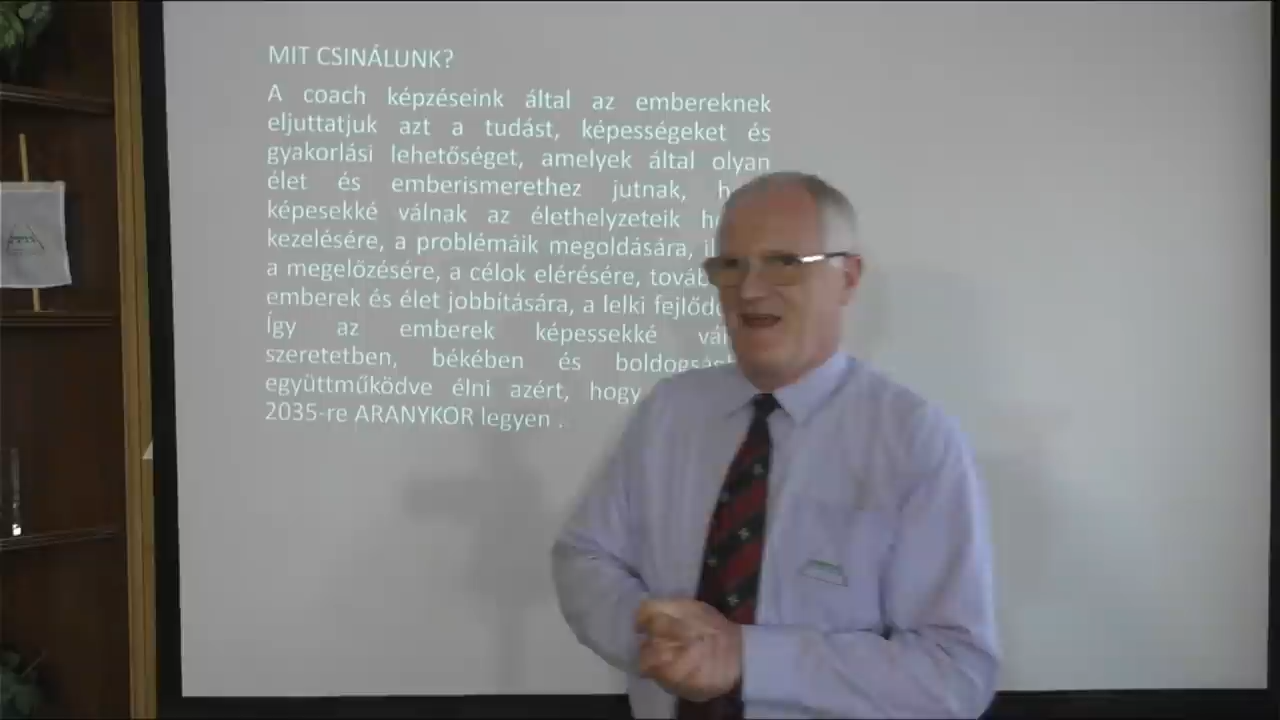 MIT CSINÁLUNK?
A coach képzéseink által az embereknek
eljuttatjuk azt a tudást, képességeket és
gyakorlási lehetőséget, amelyek által olyan
élet és emberismerethez jutnak,
képesekké válnak az élethelyzeteik
kezelésére, a problémáik megoldására,
a megelőzésére, a célok elérésére,
emberek és élet jobbítására, a lelki
Így az emberek képessekké
szeretetben, békében és
együttműködve élni azért, hogy
2035-re ARANYKOR legyen .